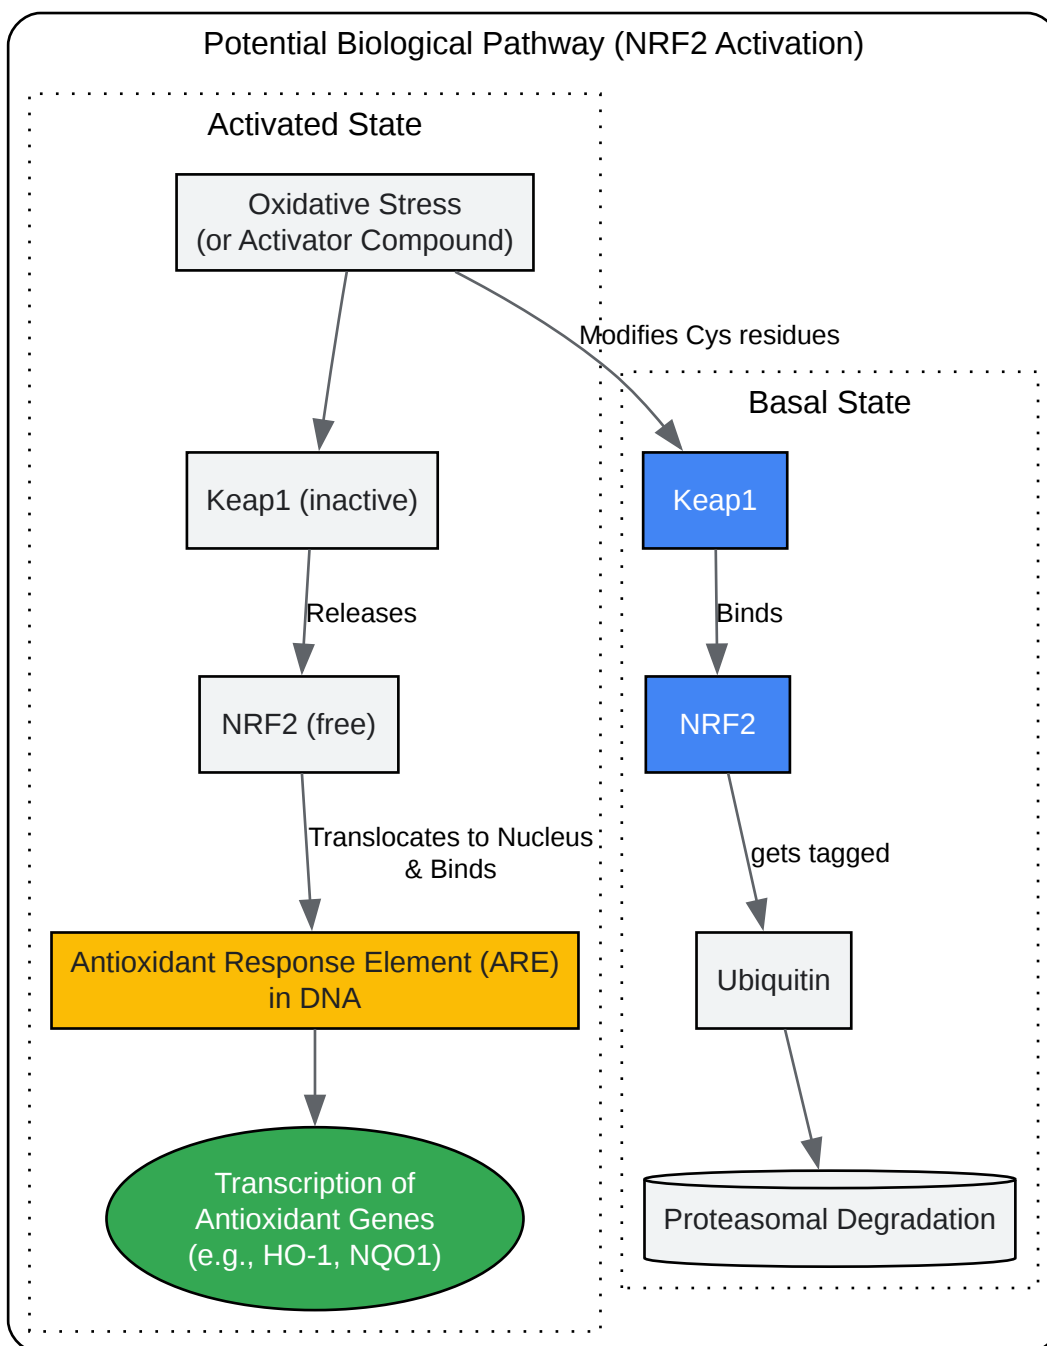 Potential Biological Pathway (NRF2 Activation)
Activated State
Oxidative Stress
(or Activator Compound)
Modifies Cys residues
Basal State
Keap1 (inactive)
Keap1
Releases
Binds
NRF2 (free)
NRF2
Translocates to Nucleus
& Binds
gets tagged
Antioxidant Response Element (ARE)
in DNA
Ubiquitin
Transcription of
Antioxidant Genes
(e.g., HO-1, NQO1)
Proteasomal Degradation